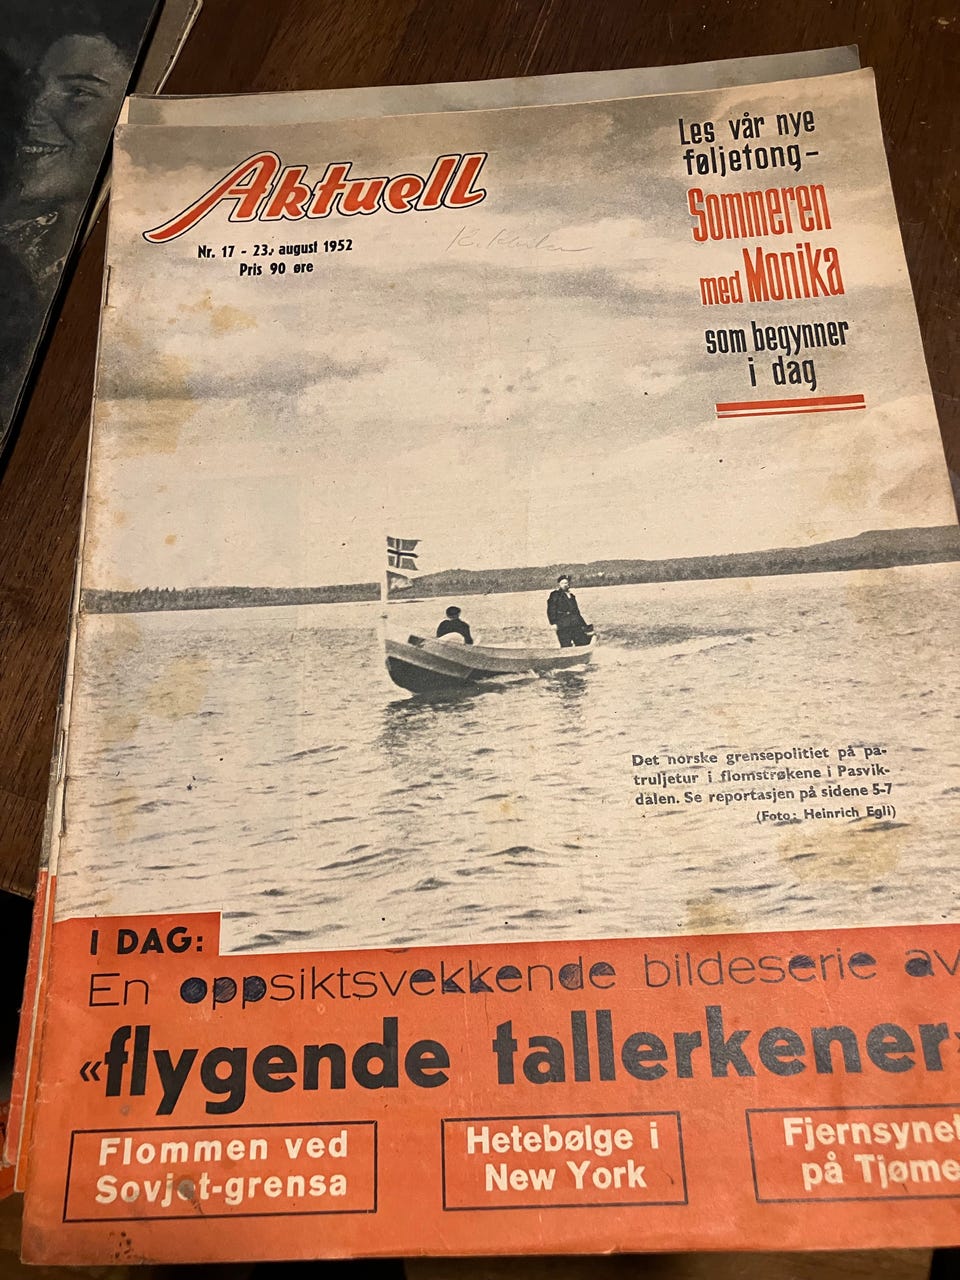 Aktuell
Nr. 17 - 23. august 1952
Pris 90 øre
Les vår nye
føljetong-
Sommeren
med Monika
som begynner
i dag
Det norske grensepolitiet på pa-
truljetur i flomstrøkene i Pasvik-
dalen. Se reportasjen på sidene 5-7
(Foto: Heinrich Egli)
I DAG:
En oppsiktsvekkende bildeserie av
«flygende tallerkener»
Flommen ved
Sovjet-grensa
Hetebølge i
New York
Fjernsynet
på Tjøme